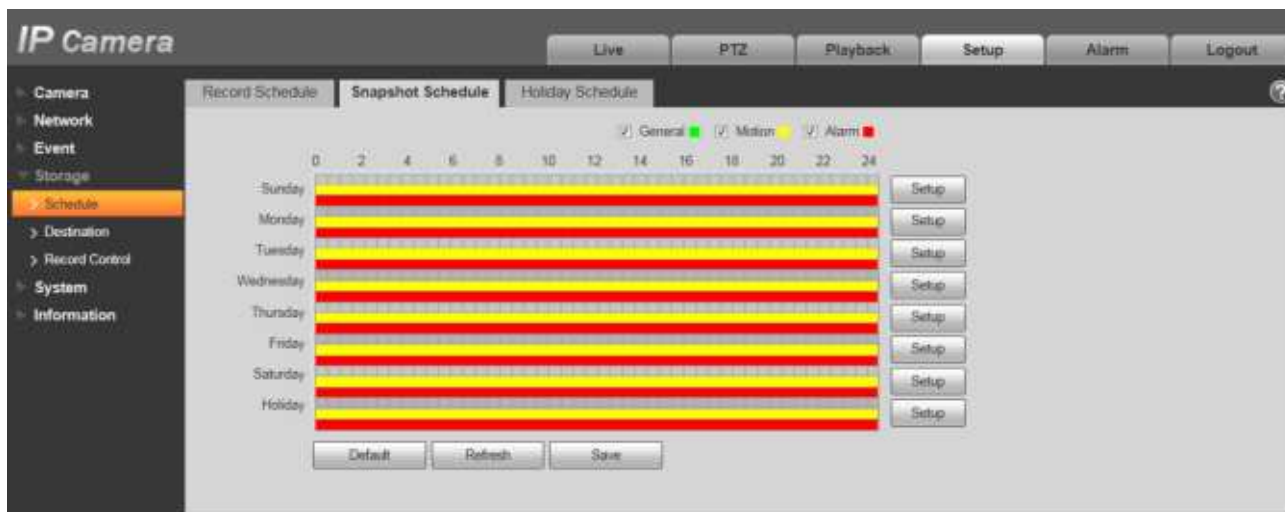 IP Camera
Live PTZ Playback Setup Alarm Logout
Camera
Network
Event
Storage
Schedule
Destination
Record Control
System
Information
Record Schedule Snapshot Schedule Holiday Schedule ?
General Motion Alarm
0 2 4 6 8 10 12 14 16 18 20 22 24
Sunday Setup
Monday Setup
Tuesday Setup
Wednesday Setup
Thursday Setup
Friday Setup
Saturday Setup
Holiday Setup
Default Refresh Save